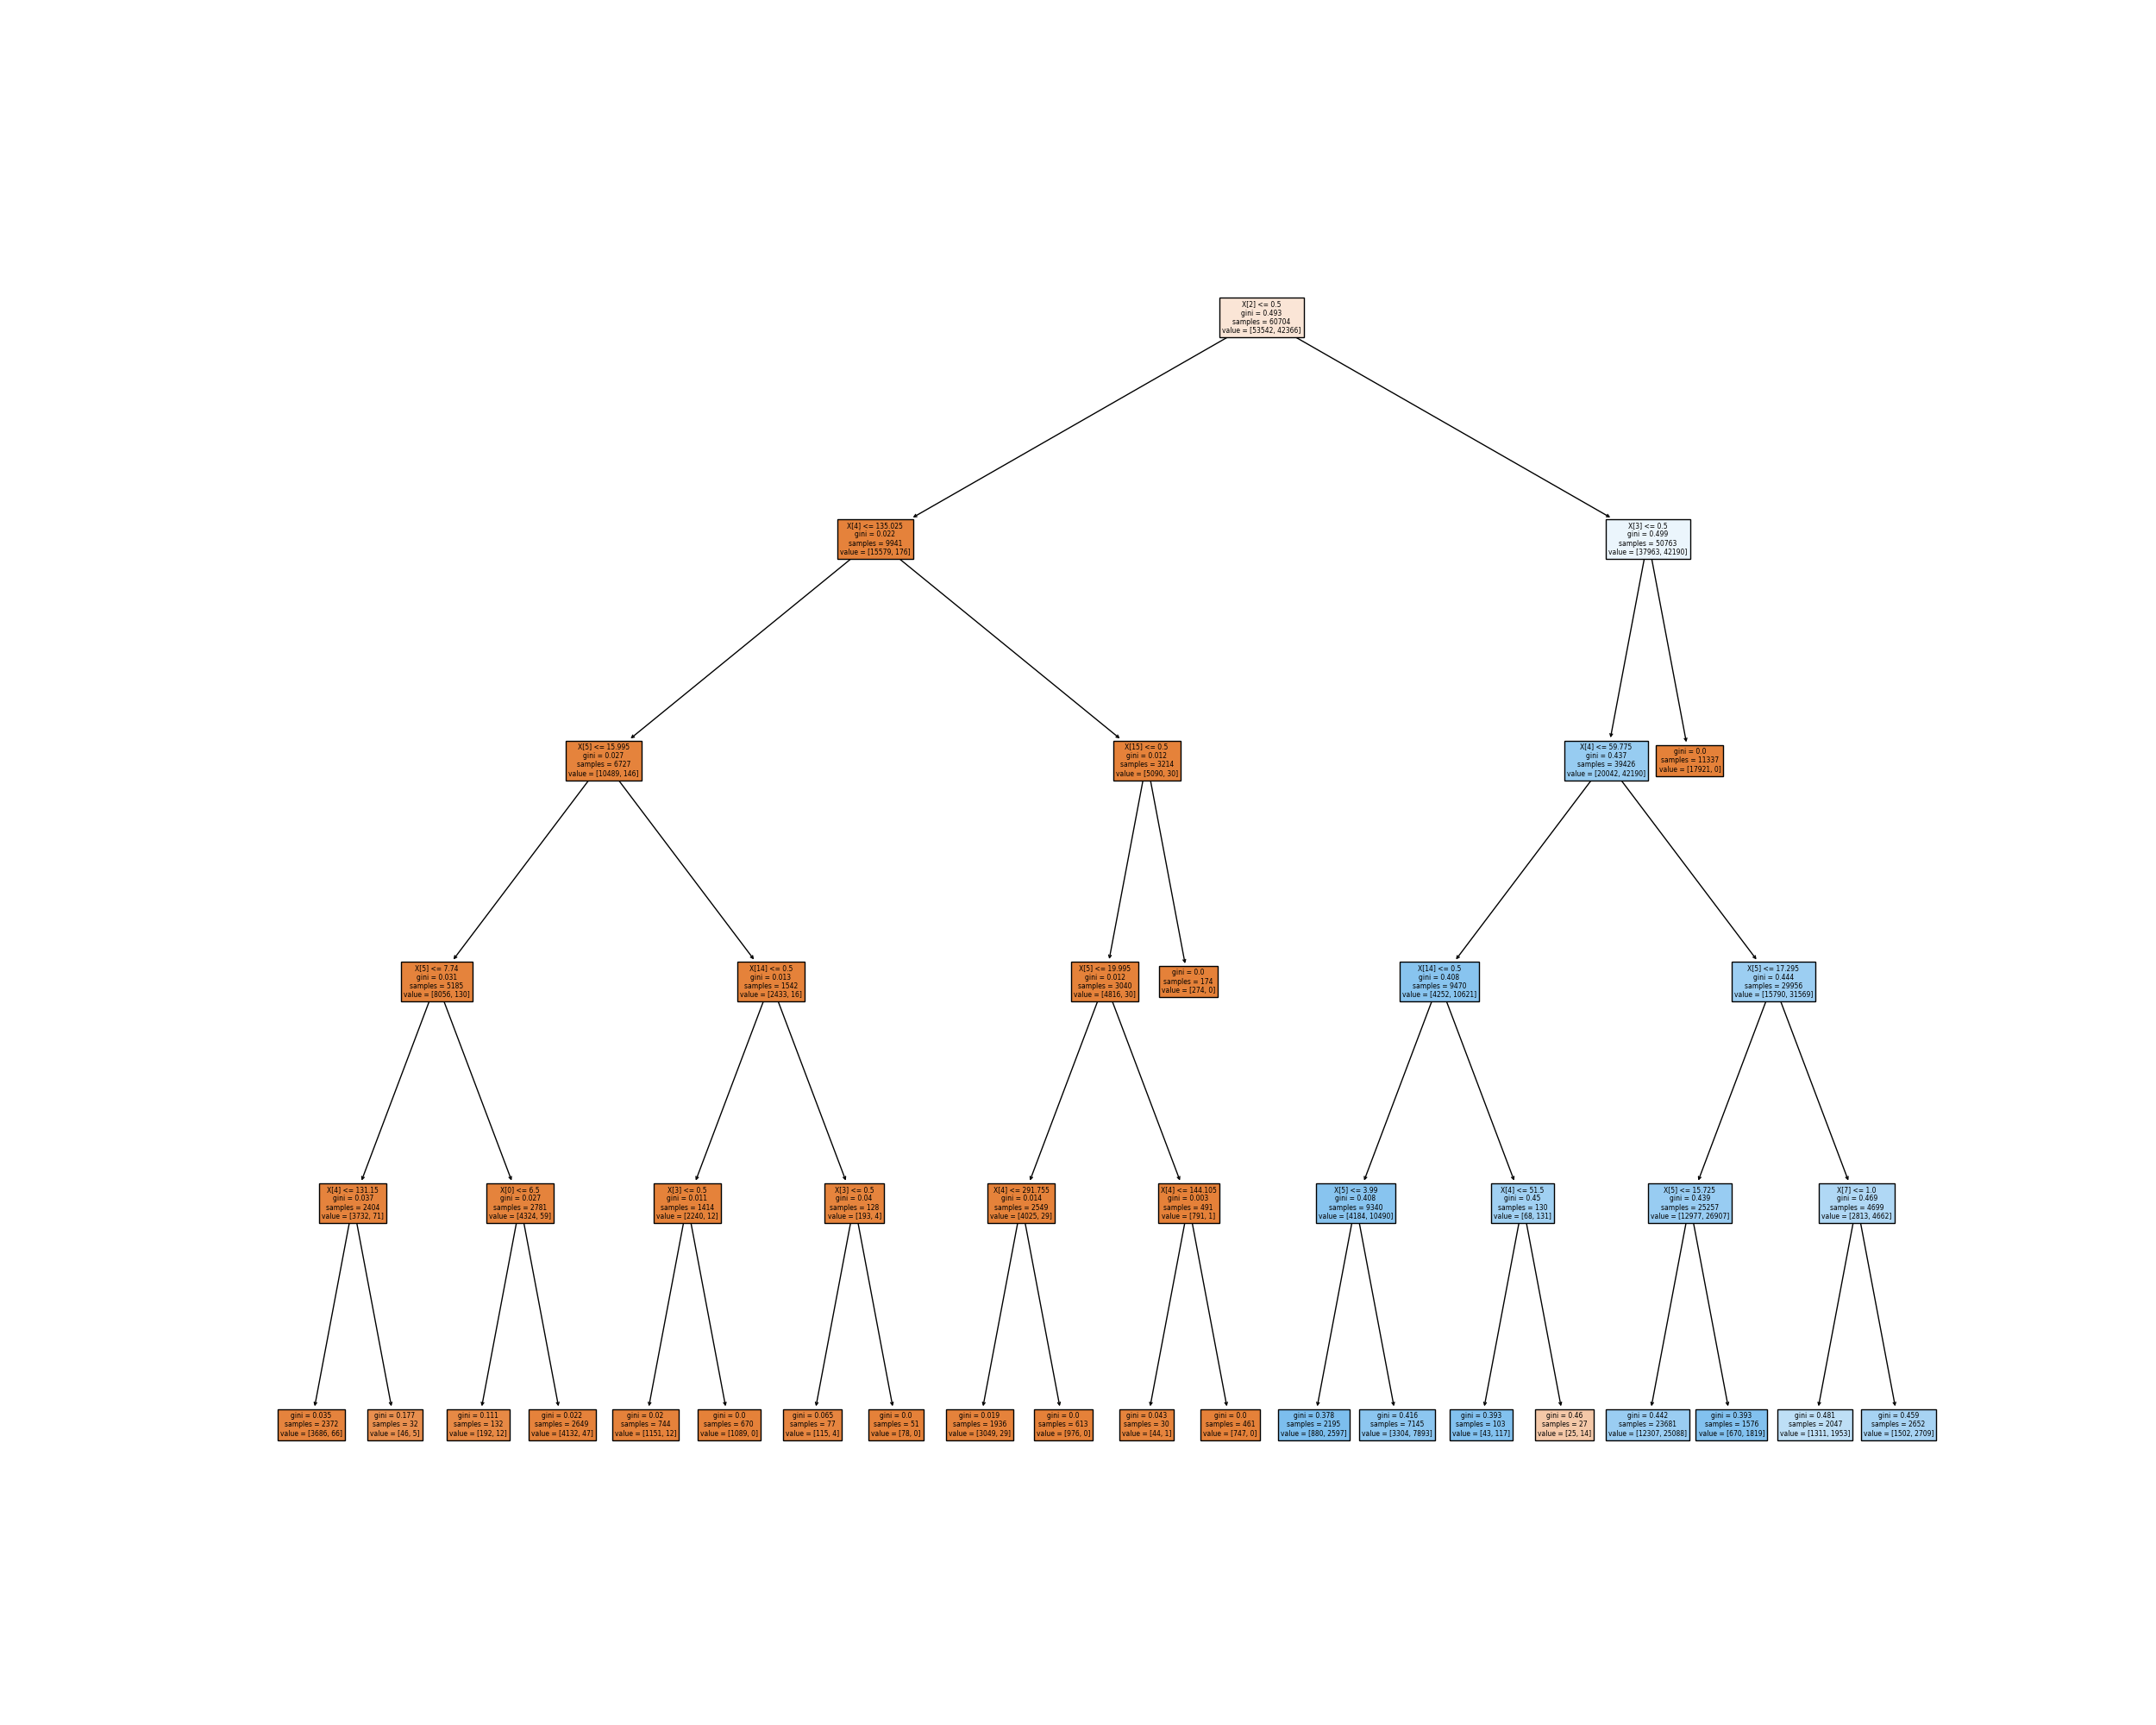 X[2] <= 0.5
gini = 0.493
samples = 60704
value = [53542, 42366]
X[4] <= 135.025
gini = 0.022
samples = 9941
value = [15579, 176]
X[3] <= 0.5
gini = 0.499
samples = 50763
value = [37963, 42190]
X[5] <= 15.995
gini = 0.027
samples = 6727
value = [10489, 146]
X[15] <= 0.5
gini = 0.012
samples = 3214
value = [5090, 30]
X[4] <= 59.775
gini = 0.437
samples = 39426
value = [20042, 42190]
gini = 0.0
samples = 11337
value = [17921, 0]
X[5] <= 7.74
gini = 0.031
samples = 5185
value = [8056, 130]
X[14] <= 0.5
gini = 0.013
samples = 1542
value = [2433, 16]
X[5] <= 19.995
gini = 0.012
samples = 3040
value = [4816, 30]
gini = 0.0
samples = 174
value = [274, 0]
X[14] <= 0.5
gini = 0.408
samples = 9470
value = [4252, 10621]
X[5] <= 17.295
gini = 0.444
samples = 29956
value = [15790, 31569]
X[4] <= 131.15
gini = 0.037
samples = 2404
value = [3732, 71]
X[0] <= 6.5
gini = 0.027
samples = 2781
value = [4324, 59]
X[3] <= 0.5
gini = 0.011
samples = 1414
value = [2240, 12]
X[3] <= 0.5
gini = 0.04
samples = 128
value = [193, 4]
X[4] <= 291.755
gini = 0.014
samples = 2549
value = [4025, 29]
X[4] <= 144.105
gini = 0.003
samples = 491
value = [791, 1]
X[5] <= 3.99
gini = 0.408
samples = 9340
value = [4184, 10490]
X[4] <= 51.5
gini = 0.45
samples = 130
value = [68, 131]
X[5] <= 15.725
gini = 0.439
samples = 25257
value = [12977, 26907]
X[7] <= 1.0
gini = 0.469
samples = 4699
value = [2813, 4662]
gini = 0.035
samples = 2372
value = [3686, 66]
gini = 0.177
samples = 32
value = [46, 5]
gini = 0.111
samples = 132
value = [192, 12]
gini = 0.022
samples = 2649
value = [4132, 47]
gini = 0.02
samples = 744
value = [1151, 12]
gini = 0.0
samples = 670
value = [1089, 0]
gini = 0.065
samples = 77
value = [115, 4]
gini = 0.0
samples = 51
value = [78, 0]
gini = 0.019
samples = 1936
value = [3049, 29]
gini = 0.0
samples = 613
value = [976, 0]
gini = 0.043
samples = 30
value = [44, 1]
gini = 0.0
samples = 461
value = [747, 0]
gini = 0.378
samples = 2195
value = [880, 2597]
gini = 0.416
samples = 7145
value = [3304, 7893]
gini = 0.393
samples = 103
value = [43, 117]
gini = 0.46
samples = 27
value = [25, 14]
gini = 0.442
samples = 23681
value = [12307, 25088]
gini = 0.393
samples = 1576
value = [670, 1819]
gini = 0.481
samples = 2047
value = [1311, 1953]
gini = 0.459
samples = 2652
value = [1502, 2709]